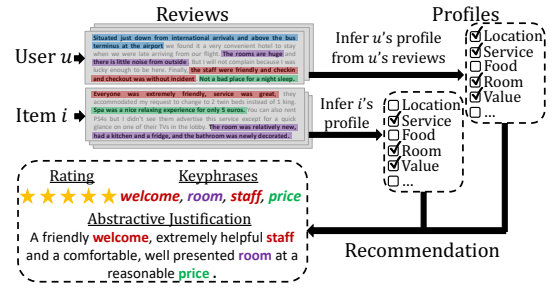 Reviews
Profiles
User u
Situated just down from international arrivals and above the bus
terminus at the airport we found it a very convenient hotel to stay
when we were late arriving from our flight. The rooms are huge and
there is little noise from outside. But I will not complain because I was
lucky enough to be here. Finally, the staff were friendly and checkin
and checkout was without incident. Not a bad place for a night sleep.
Infer u's profile
from u's reviews
Location
Service
Food
Room
Value
...
Item i
Everyone was extremely friendly, service was great, they
accommodated my request to change to 2 twin beds instead of 1 king.
Spa was a nice relaxing experience for only 5 euros. You can also rent
PS4s but I didn't see them advertise this service except for a quick
glance on one of their TVs in the lobby. The room was relatively new,
had a kitchen and a fridge, and the bathroom was newly decorated.
Infer i's
profile
Location
Service
Food
Room
Value
...
Rating
Keyphrases
welcome, room, staff, price
Abstractive Justification
A friendly welcome, extremely helpful staff
and a comfortable, well presented room at a
reasonable price .
Recommendation